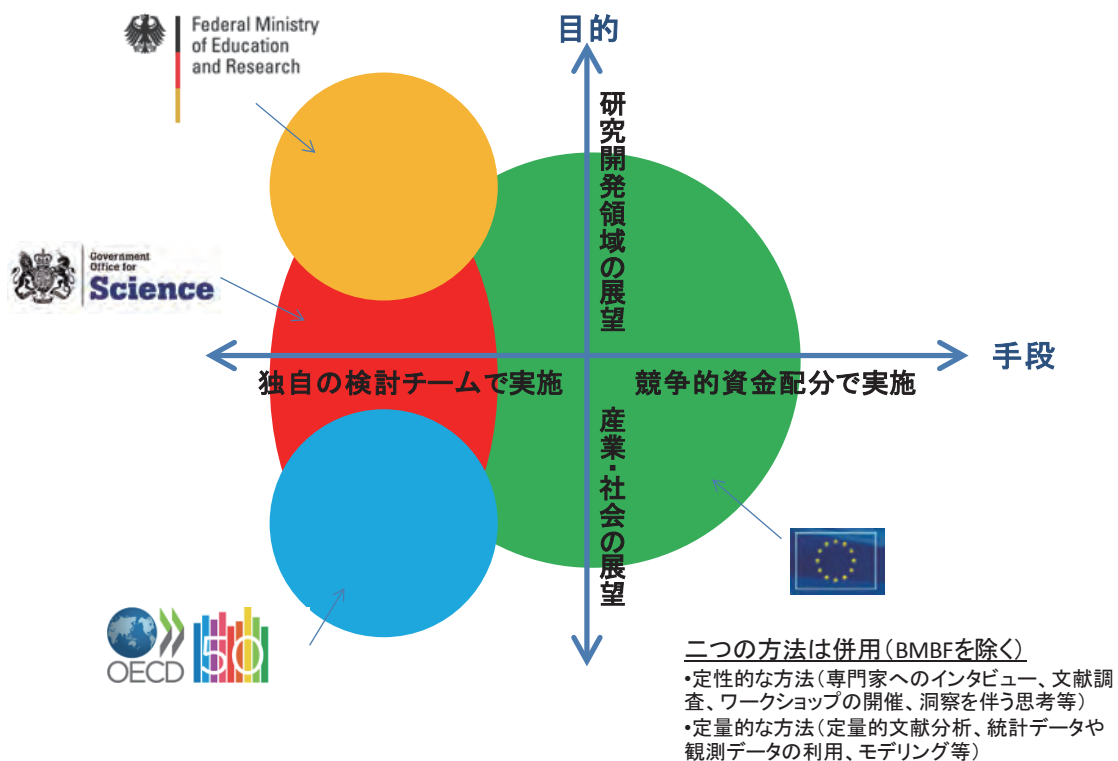 Federal Ministry
of Education
and Research
目的
研究開発領域の展望
Government
Office for
Science
手段
独自の検討チームで実施
競争的資金配分で実施
産業・社会の展望
OECD
50
二つの方法は併用(BMBFを除く)
•定性的な方法(専門家へのインタビュー、文献調
査、ワークショップの開催、洞察を伴う思考等)
•定量的な方法(定量的文献分析、統計データや
観測データの利用、モデリング等)